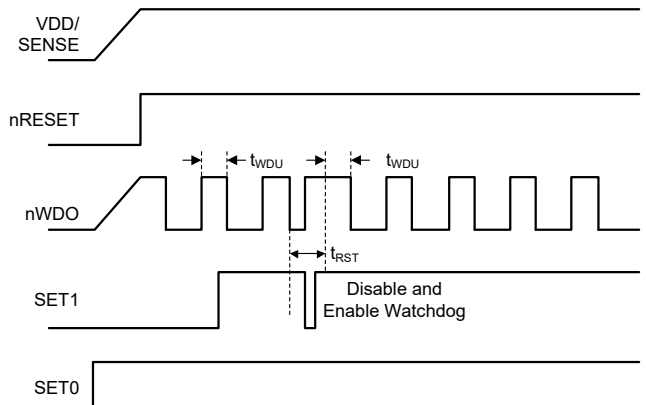 VDD/
SENSE
nRESET
tWDU
tWDU
nWDO
tRST
SET1
Disable and
Enable Watchdog
SET0